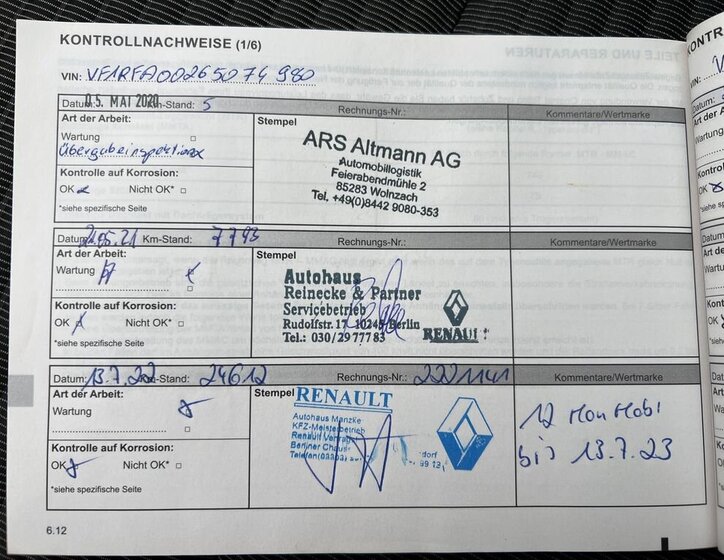 KONTROLLNACHWEISE (1/6)
VIN: VF1RFA00265074980
Datum: 05. MAI 2020 Km-Stand: 5 Rechnungs-Nr.: Kommentare/Wertmarke
Art der Arbeit:
Wartung
Übergabeinspektion
Kontrolle auf Korrosion:
OK Nicht OK*
*siehe spezifische Seite
Stempel
ARS Altmann AG
Automobillogistik
Feierabendmühle 2
85283 Wolnzach
Tel. +49(0)8442 9080-353
Datum: 21.05.21 Km-Stand: 7793 Rechnungs-Nr.: Kommentare/Wertmarke
Art der Arbeit:
Wartung
Kontrolle auf Korrosion:
OK Nicht OK*
*siehe spezifische Seite
Stempel
Autohaus
Reinecke & Partner
Servicebetrieb
Rudolfstr. 17 10245 Berlin
Tel.: 030/2977783
RENAULT
Datum: 13.7.22 Km-Stand: 24612 Rechnungs-Nr.: 2221141 Kommentare/Wertmarke
Art der Arbeit:
Wartung
Kontrolle auf Korrosion:
OK Nicht OK*
*siehe spezifische Seite
Stempel RENAULT
Autohaus Manzke
KFZ-Meisterbetrieb
Renault
Berliner
12 Mon Mobi
bis 13.7.23
6.12